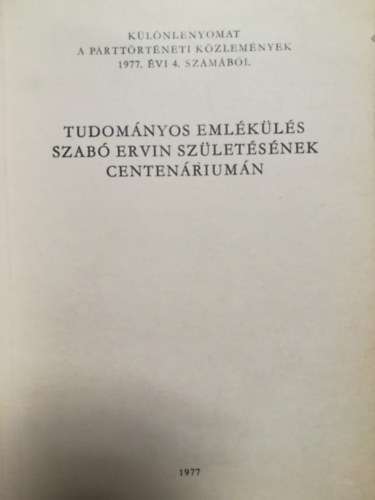 KÜLÖNLENYOMAT
A PÁRTTÖRTÉNETI KÖZLEMÉNYEK
1977. ÉVI 4. SZÁMÁBÓL
TUDOMÁNYOS EMLÉKÜLÉS
SZABÓ ERVIN SZÜLETÉSÉNEK
CENTENÁRIUMÁN
1977